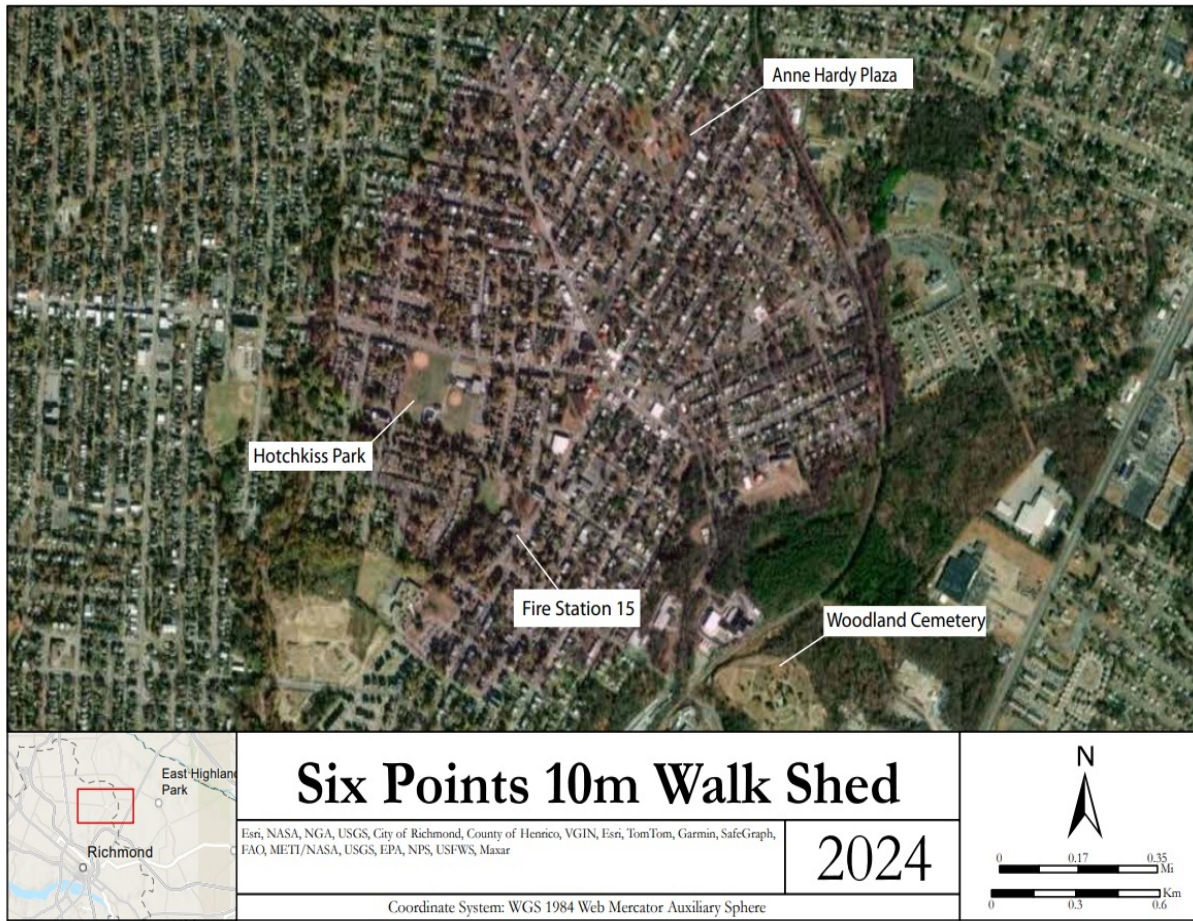 Anne Hardy Plaza
Hotchkiss Park
Fire Station 15
Woodland Cemetery
East Highland
Park
Richmond
Six Points 10m Walk Shed
Esri, NASA, NGA, USGS, City of Richmond, County of Henrico, VGIN, Esri, TomTom, Garmin, SafeGraph,
FAO, METI/NASA, USGS, EPA, NPS, USFWS, Maxar
2024
Coordinate System: WGS 1984 Web Mercator Auxiliary Sphere
N
0 0.17 0.35
Mi
Km
0 0.3 0.6